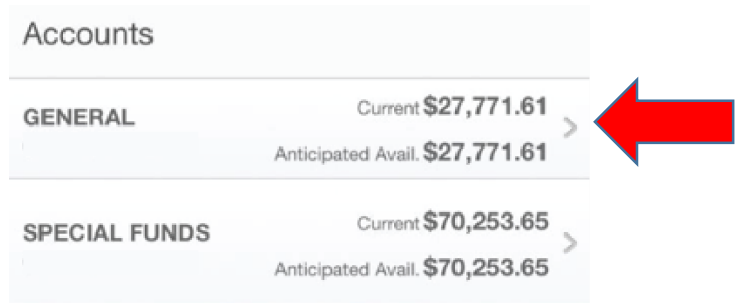 Accounts
GENERAL Current $27,771.61
Anticipated Avail. $27,771.61
SPECIAL FUNDS Current $70,253.65
Anticipated Avail. $70,253.65